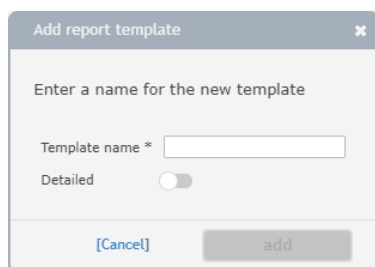 Add report template
Enter a name for the new template
Template name *
Detailed
[Cancel] add